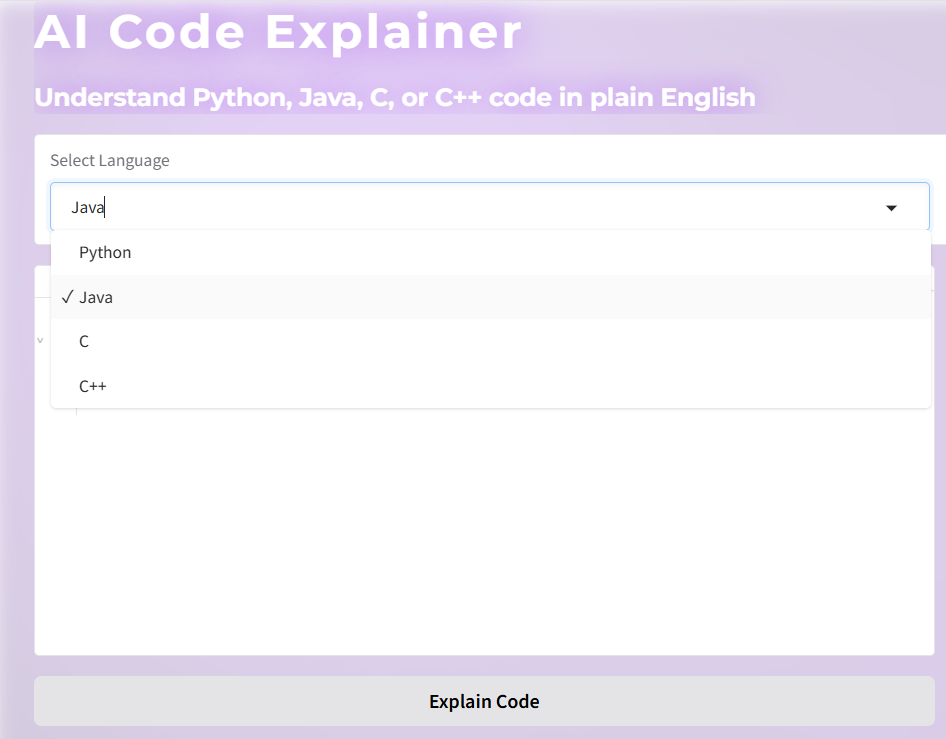 AI Code Explainer
Understand Python, Java, C, or C++ code in plain English
Select Language
Java
Python
✓ Java
C
C++
Explain Code